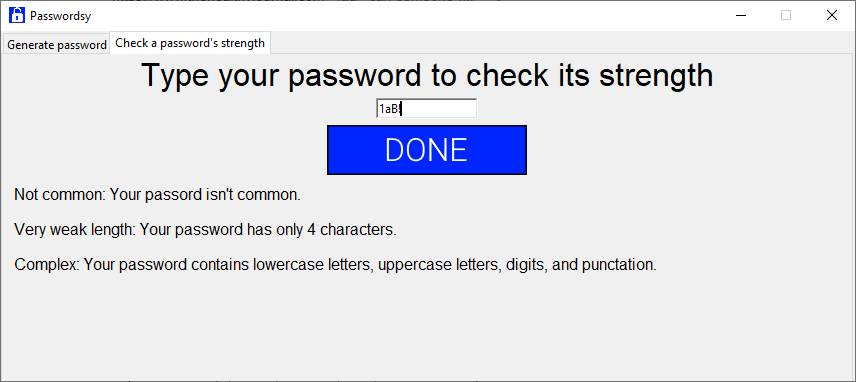 Passwordsy
Generate password
Check a password's strength
Type your password to check its strength
1aB!
DONE
Not common: Your passord isn't common.
Very weak length: Your password has only 4 characters.
Complex: Your password contains lowercase letters, uppercase letters, digits, and punctation.